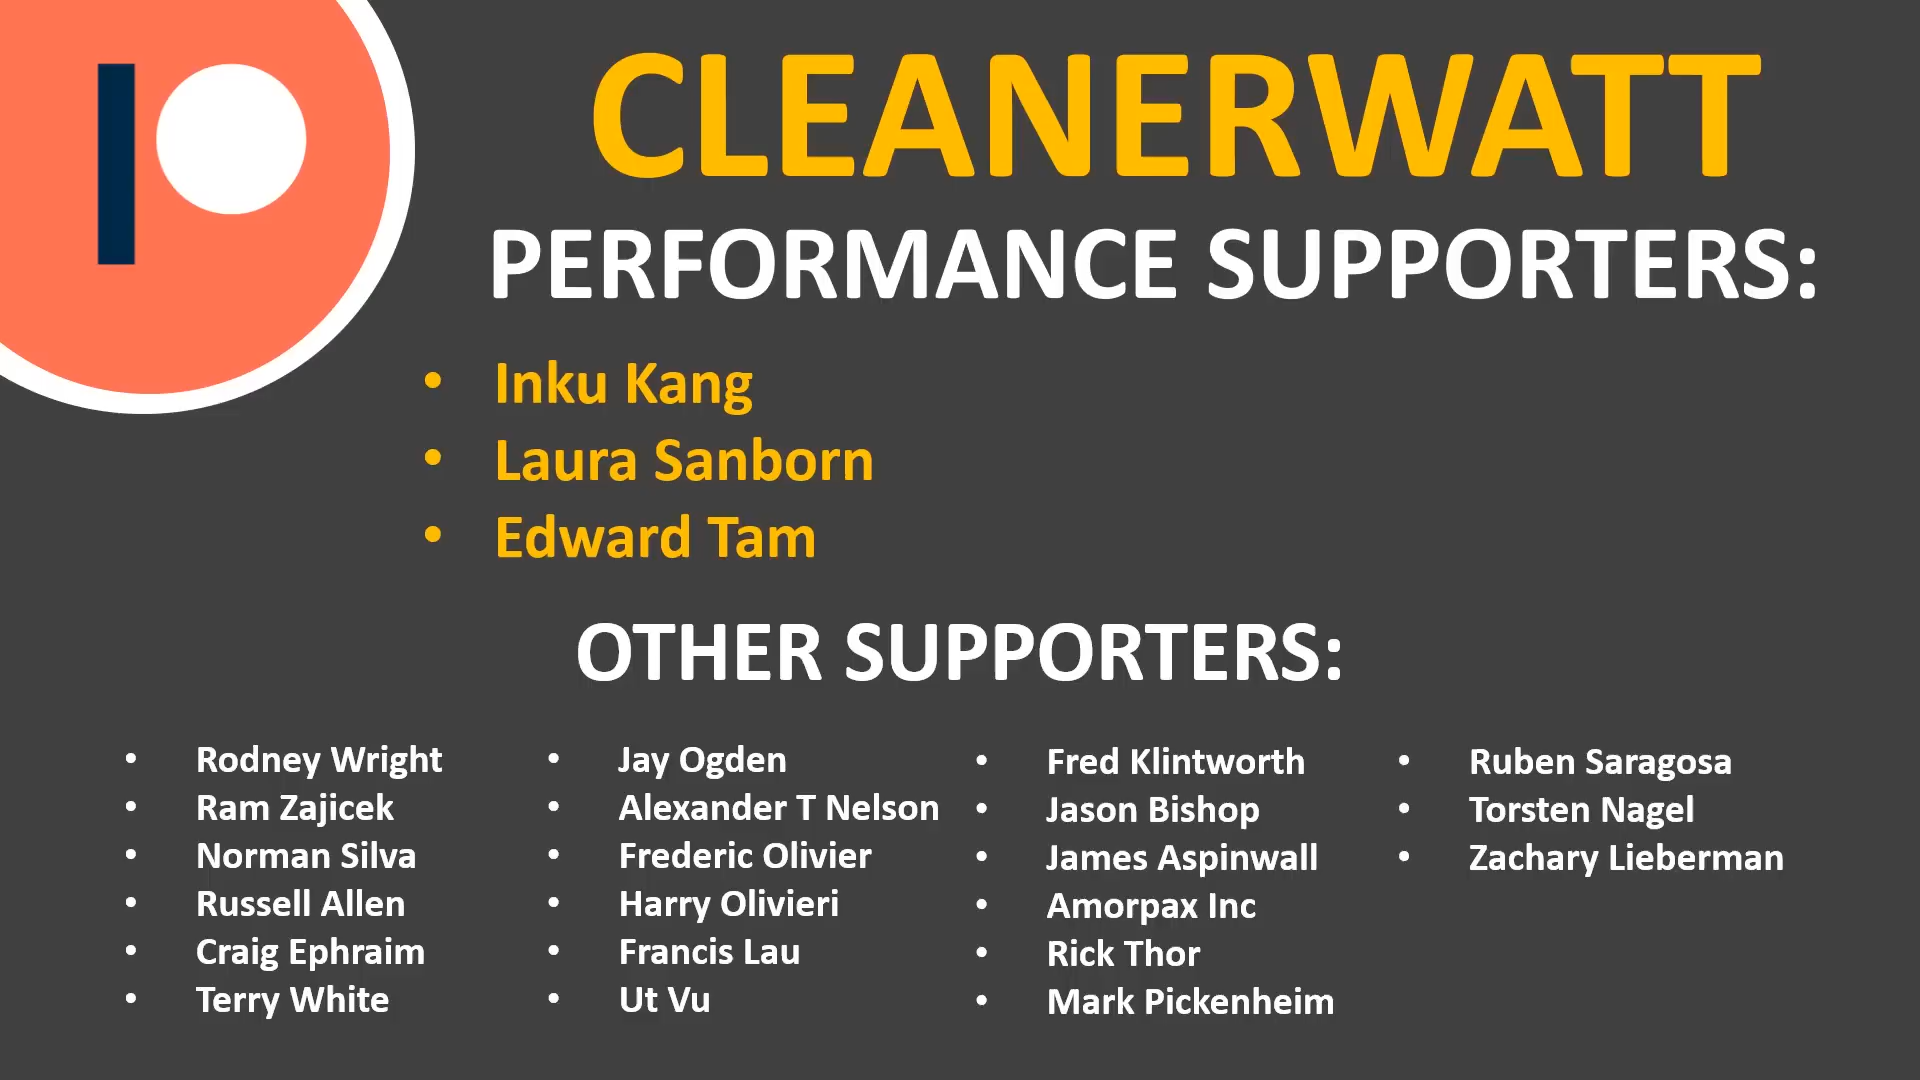 CLEANERWATT
PERFORMANCE SUPPORTERS:
• Inku Kang
• Laura Sanborn
• Edward Tam
OTHER SUPPORTERS:
• Rodney Wright
• Ram Zajicek
• Norman Silva
• Russell Allen
• Craig Ephraim
• Terry White
• Jay Ogden
• Alexander T Nelson
• Frederic Olivier
• Harry Olivieri
• Francis Lau
• Ut Vu
• Fred Klintworth
• Jason Bishop
• James Aspinwall
• Amorpax Inc
• Rick Thor
• Mark Pickenheim
• Ruben Saragosa
• Torsten Nagel
• Zachary Lieberman